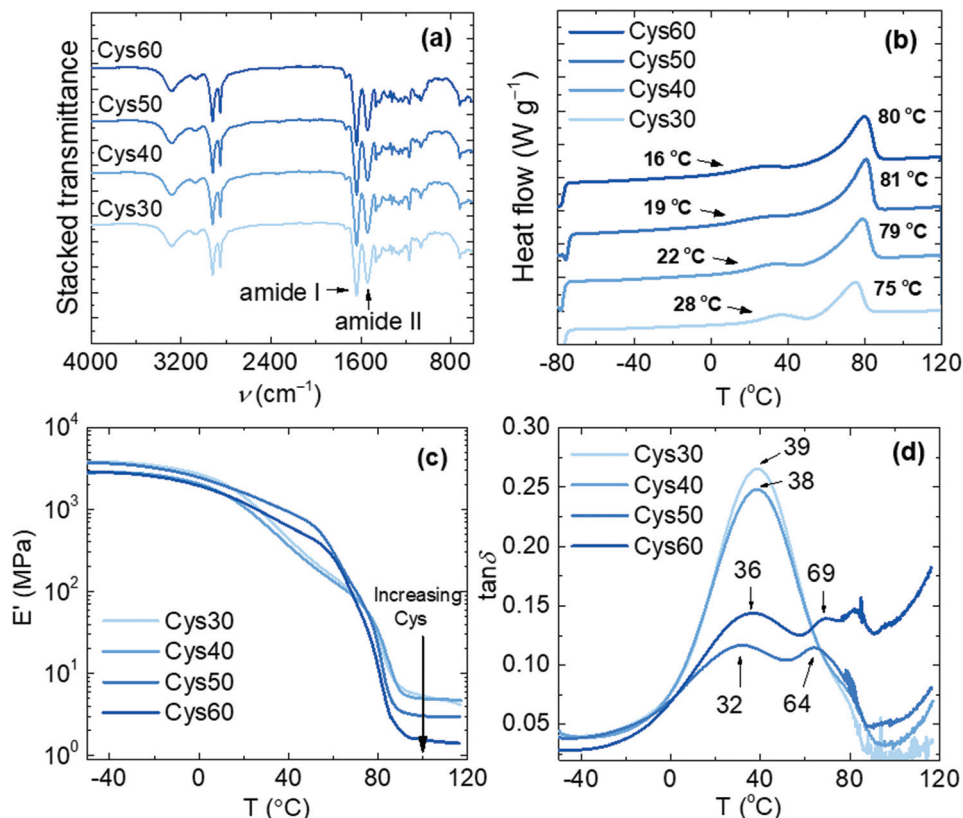 (a)
Cys60
Cys50
Cys40
Cys30
amide I
amide II
Stacked transmittance
4000 3200 2400 1600 800
ν (cm⁻¹)
(b)
Cys60
Cys50
Cys40
Cys30
80 °C
16 °C
81 °C
19 °C
79 °C
22 °C
75 °C
28 °C
Heat flow (W g⁻¹)
-80 -40 0 40 80 120
T (°C)
(c)
10⁴
10³
10²
10¹
10⁰
E' (MPa)
Increasing
Cys
Cys30
Cys40
Cys50
Cys60
-40 0 40 80 120
T (°C)
(d)
0.30
0.25
0.20
0.15
0.10
0.05
tanδ
Cys30
Cys40
Cys50
Cys60
39
38
36
69
32
64
-40 0 40 80 120
T (°C)